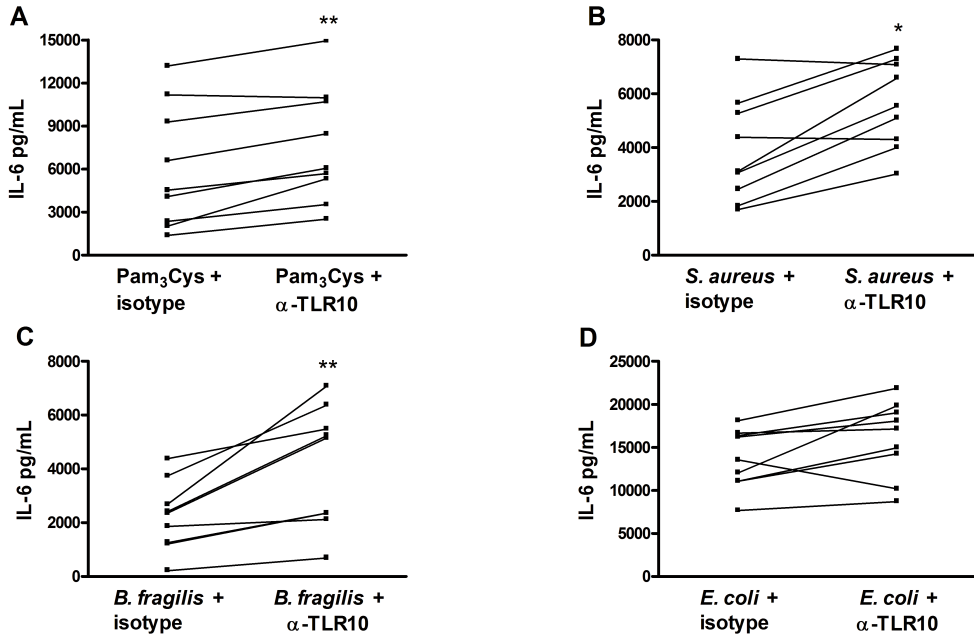 A
**
15000
12000
9000
6000
3000
0
IL-6 pg/mL
Pam₃Cys +
isotype
Pam₃Cys +
α-TLR10
B
*
8000
6000
4000
2000
0
IL-6 pg/mL
S. aureus +
isotype
S. aureus +
α-TLR10
C
**
8000
6000
4000
2000
0
IL-6 pg/mL
B. fragilis +
isotype
B. fragilis +
α-TLR10
D
25000
20000
15000
10000
5000
0
IL-6 pg/mL
E. coli +
isotype
E. coli +
α-TLR10